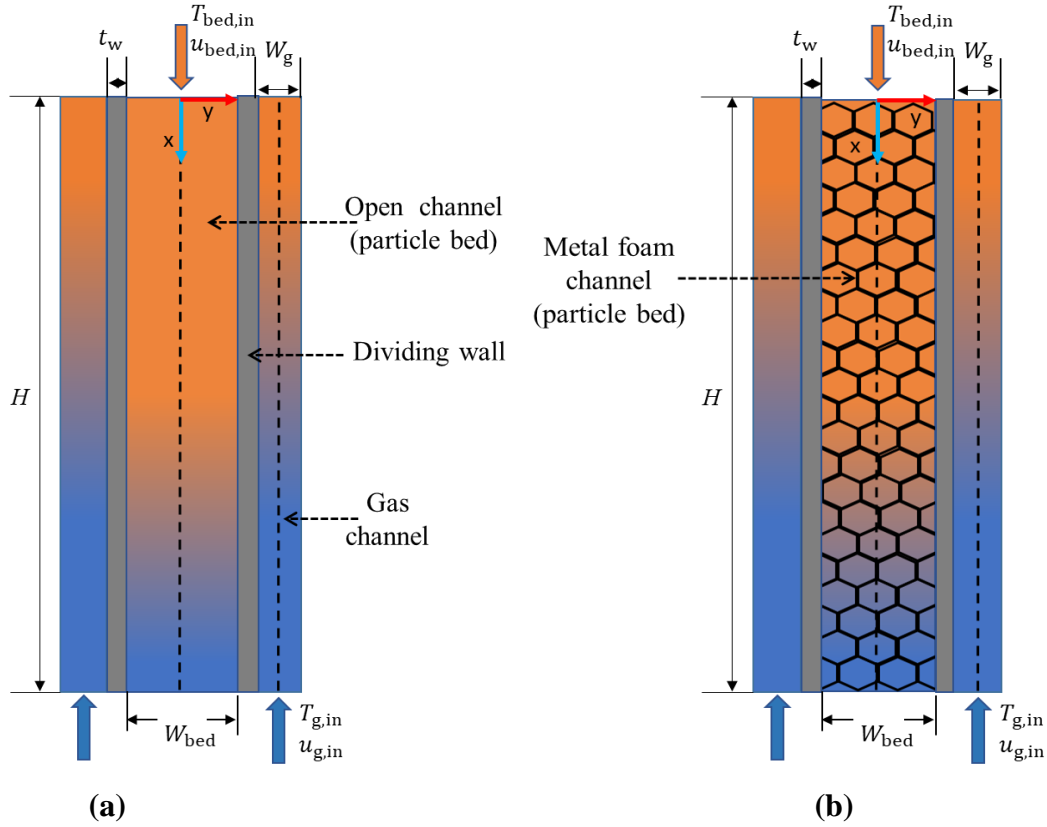 T_bed,in
u_bed,in
t_w
W_g
y
x
Open channel
(particle bed)
Dividing wall
H
Gas
channel
W_bed
T_g,in
u_g,in
(a)
T_bed,in
u_bed,in
t_w
W_g
y
x
Metal foam
channel
(particle bed)
H
W_bed
T_g,in
u_g,in
(b)